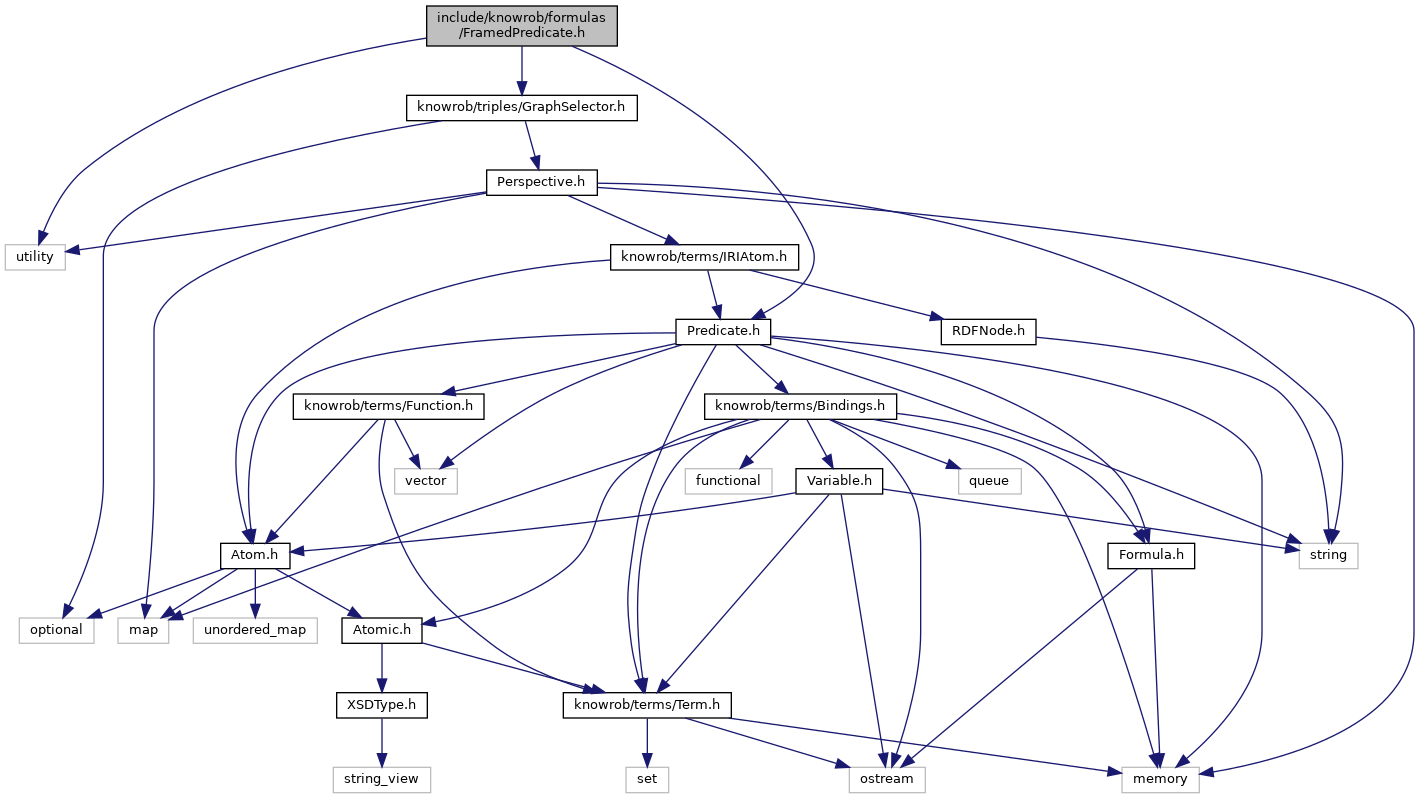 include/knowrob/formulas
/FramedPredicate.h
knowrob/triples/GraphSelector.h
Perspective.h
utility
knowrob/terms/IRIAtom.h
Predicate.h
RDFNode.h
knowrob/terms/Function.h
knowrob/terms/Bindings.h
vector
functional
Variable.h
queue
Atom.h
Formula.h
string
optional
map
unordered_map
Atomic.h
XSDType.h
knowrob/terms/Term.h
string_view
set
ostream
memory